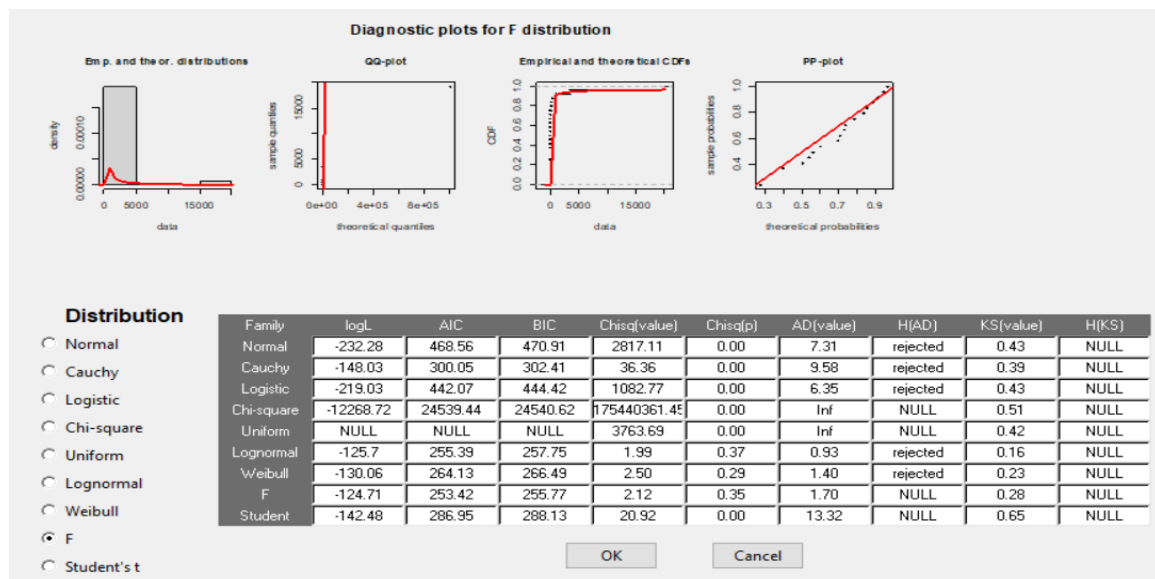 Diagnostic plots for F distribution
Emp. and theor. distributions
QQ-plot
Empirical and theoretical CDFs
PP-plot
density
0.00000 0.00010
0 5000 15000
data
sample quantiles
0 5000 15000
0e+00 4e+05 8e+05
theoretical quantiles
CDF
0.0 0.2 0.4 0.6 0.8 1.0
0 5000 15000
data
sample probabilities
0.4 0.6 0.8 1.0
0.3 0.5 0.7 0.9
theoretical probabilities
Distribution
Normal
Cauchy
Logistic
Chi-square
Uniform
Lognormal
Weibull
F
Student's t
Family logL AIC BIC Chisq(value) Chisq(p) AD(value) H(AD) KS(value) H(KS)
Normal -232.28 468.56 470.91 2817.11 0.00 7.31 rejected 0.43 NULL
Cauchy -148.03 300.05 302.41 36.36 0.00 9.58 rejected 0.39 NULL
Logistic -219.03 442.07 444.42 1082.77 0.00 6.35 rejected 0.43 NULL
Chi-square -12268.72 24539.44 24540.62 175440361.45 0.00 Inf NULL 0.51 NULL
Uniform NULL NULL NULL 3763.69 0.00 Inf NULL 0.42 NULL
Lognormal -125.7 255.39 257.75 1.99 0.37 0.93 rejected 0.16 NULL
Weibull -130.06 264.13 266.49 2.50 0.29 1.40 rejected 0.23 NULL
F -124.71 253.42 255.77 2.12 0.35 1.70 NULL 0.28 NULL
Student -142.48 286.95 288.13 20.92 0.00 13.32 NULL 0.65 NULL
OK
Cancel